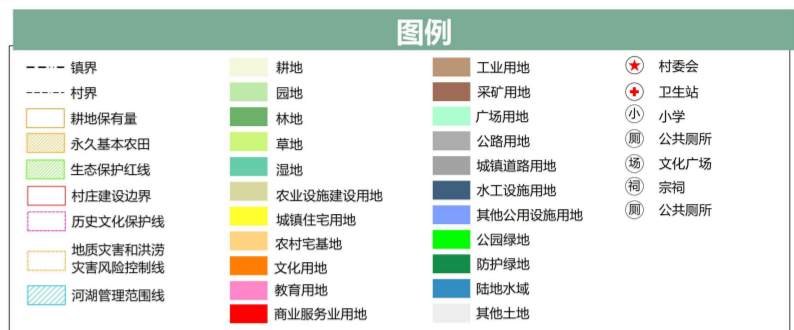 图例
镇界
村界
耕地保有量
永久基本农田
生态保护红线
村庄建设边界
历史文化保护线
地质灾害和洪涝
灾害风险控制线
河湖管理范围线
耕地
园地
林地
草地
湿地
农业设施建设用地
城镇住宅用地
农村宅基地
文化用地
教育用地
商业服务业用地
工业用地
采矿用地
广场用地
公路用地
城镇道路用地
水工设施用地
其他公用设施用地
公园绿地
防护绿地
陆地水域
其他土地
村委会
卫生站
小 小学
厕 公共厕所
场 文化广场
祠 宗祠
厕 公共厕所